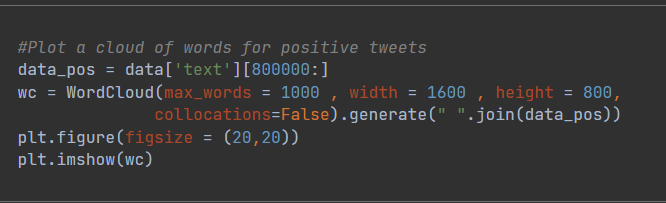 #Plot a cloud of words for positive tweets
data_pos = data['text'][800000:]
wc = WordCloud(max_words = 1000 , width = 1600 , height = 800,
              collocations=False).generate(" ".join(data_pos))
plt.figure(figsize = (20,20))
plt.imshow(wc)